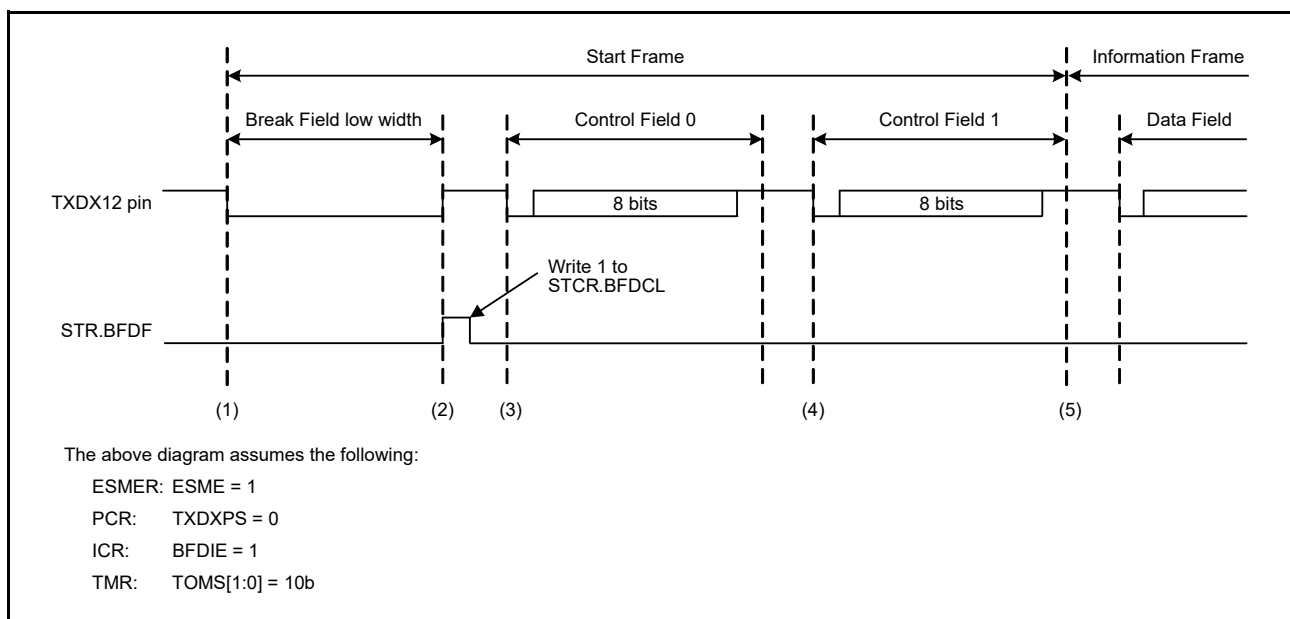 Start Frame
Information Frame
Break Field low width
Control Field 0
Control Field 1
Data Field
TXDX12 pin
8 bits
8 bits
Write 1 to
STCR.BFDCL
STR.BFDF
(1)
(2)
(3)
(4)
(5)
The above diagram assumes the following:
ESMER: ESME = 1
PCR: TXDXPS = 0
ICR: BFDIE = 1
TMR: TOMS[1:0] = 10b